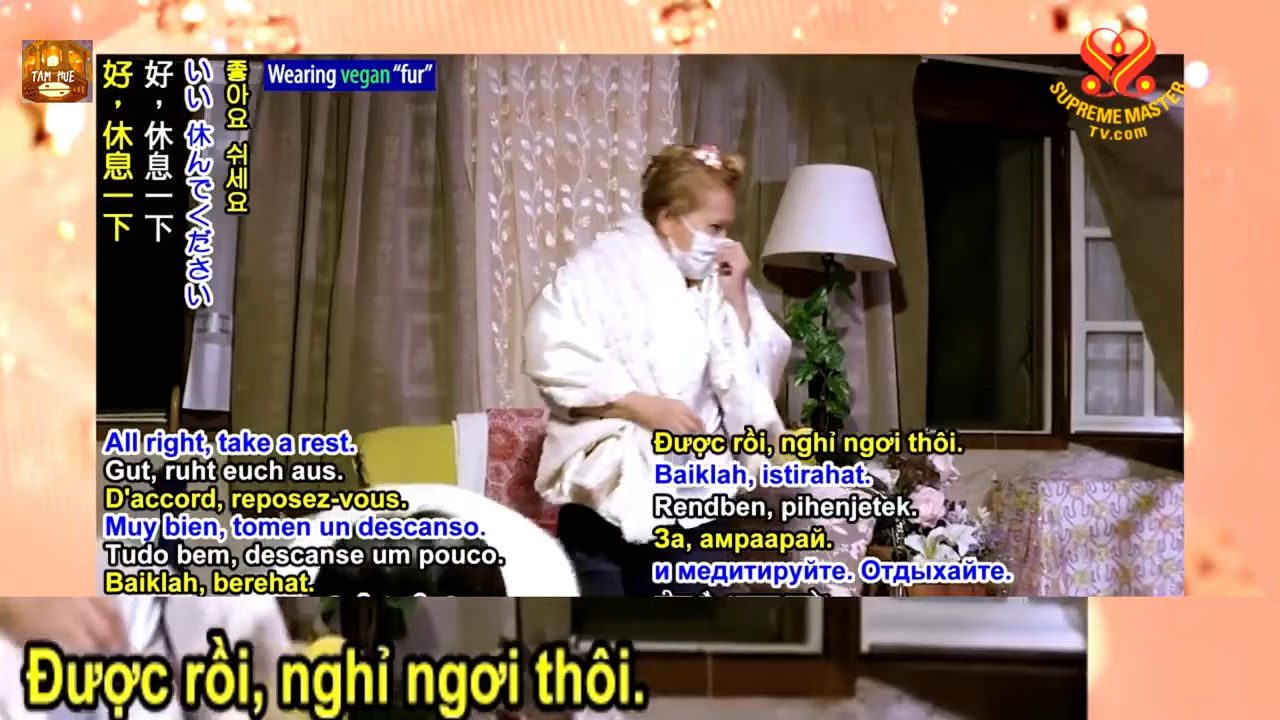 TAM HUE
好，休息一下
好，休息一下
いい 休んでください
좋아요 쉬세요
Wearing vegan “fur”
SUPREME MASTER
TV.com
All right, take a rest.
Gut, ruht euch aus.
D'accord, reposez-vous.
Muy bien, tomen un descanso.
Tudo bem, descanse um pouco.
Baiklah, berehat.
Được rồi, nghỉ ngơi thôi.
Baiklah, istirahat.
Rendben, pihenjetek.
За, амраарай.
и медитируйте. Отдыхайте.
Được rồi, nghỉ ngơi thôi.